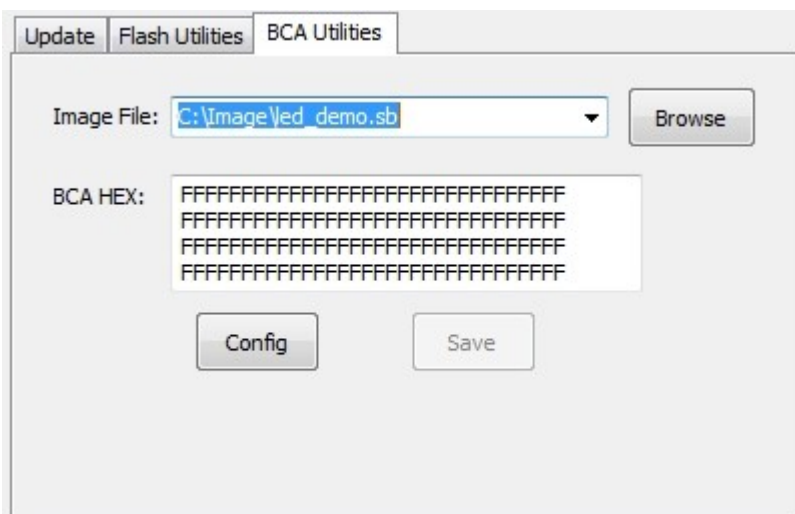 Update Flash Utilities BCA Utilities
Image File: C:\Image\led_demo.sb Browse
BCA HEX: FFFFFFFFFFFFFFFFFFFFFFFFFFFFFFFF
FFFFFFFFFFFFFFFFFFFFFFFFFFFFFFFF
FFFFFFFFFFFFFFFFFFFFFFFFFFFFFFFF
FFFFFFFFFFFFFFFFFFFFFFFFFFFFFFFF
Config Save